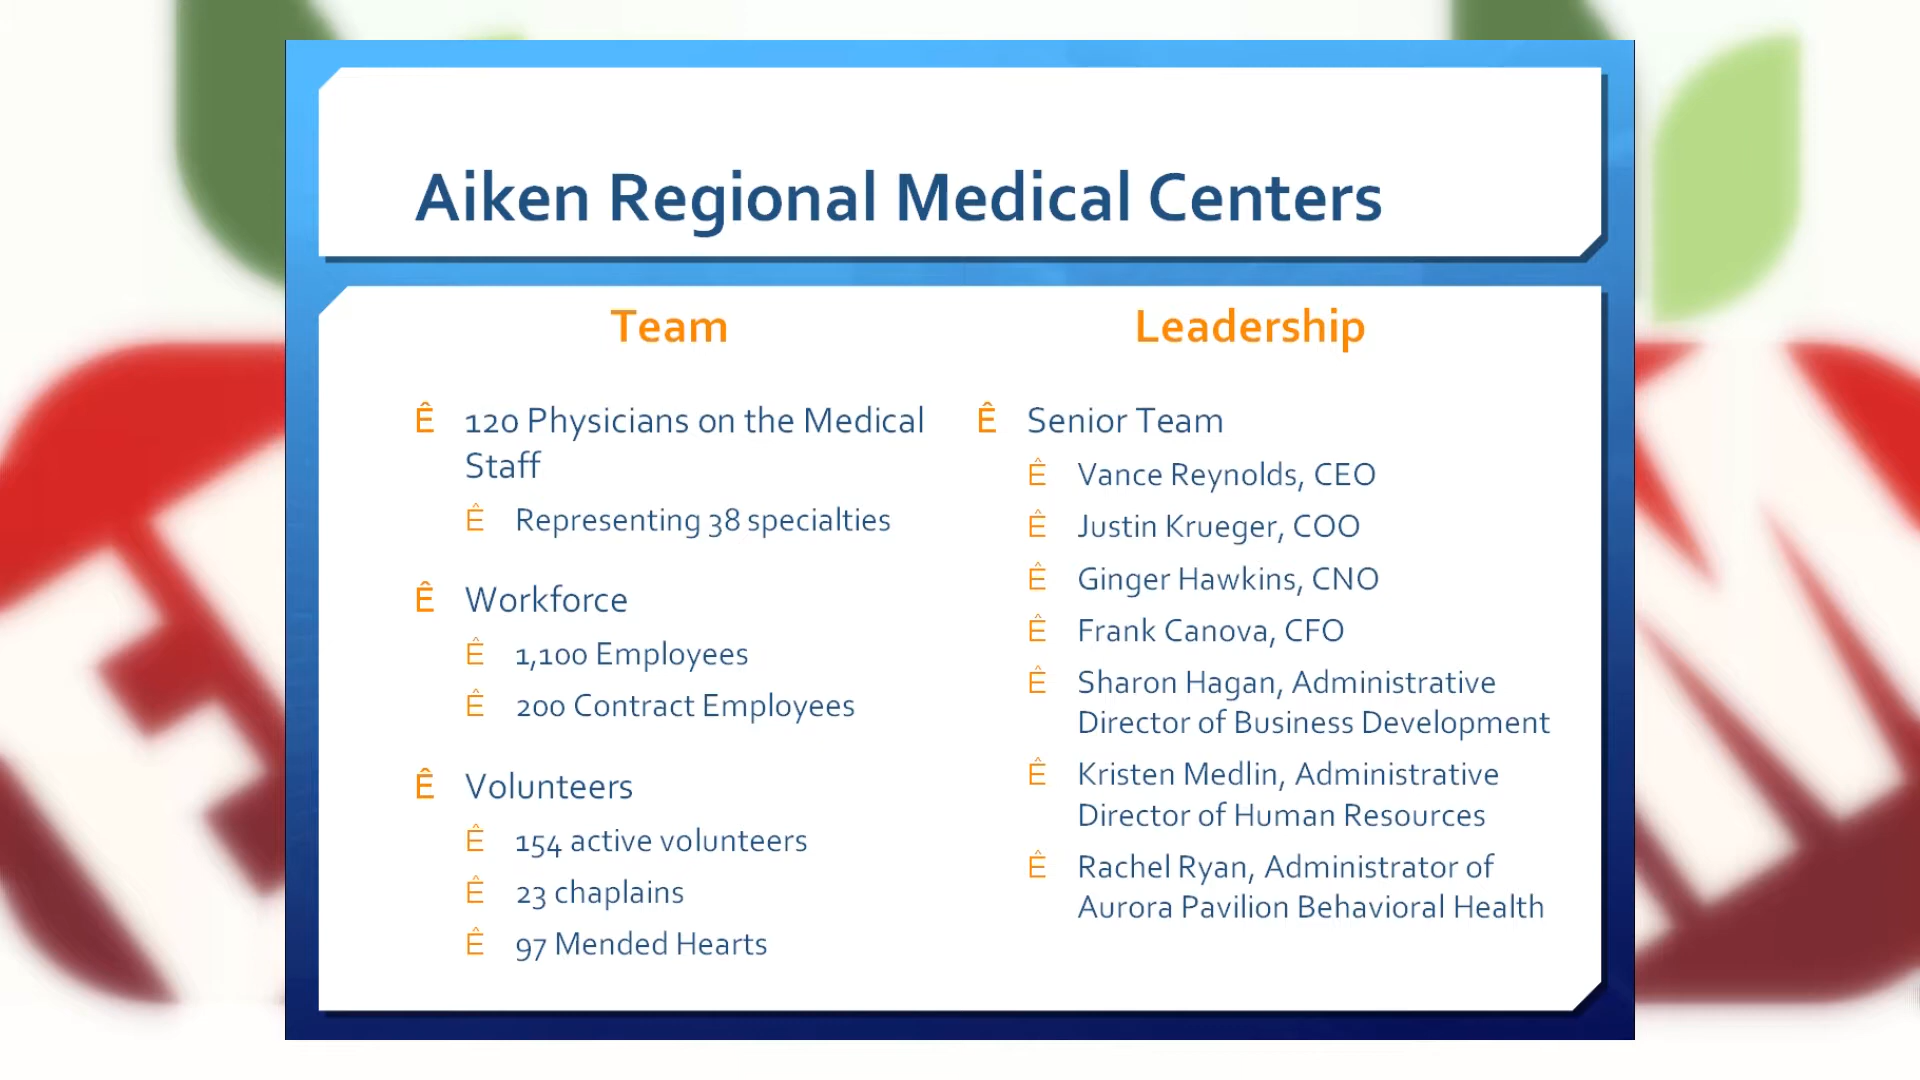 Aiken Regional Medical Centers
Team
Ê 120 Physicians on the Medical
Staff
Ê Representing 38 specialties
Ê Workforce
Ê 1,100 Employees
Ê 200 Contract Employees
Ê Volunteers
Ê 154 active volunteers
Ê 23 chaplains
Ê 97 Mended Hearts
Leadership
Ê Senior Team
Ê Vance Reynolds, CEO
Ê Justin Krueger, COO
Ê Ginger Hawkins, CNO
Ê Frank Canova, CFO
Ê Sharon Hagan, Administrative
Director of Business Development
Ê Kristen Medlin, Administrative
Director of Human Resources
Ê Rachel Ryan, Administrator of
Aurora Pavilion Behavioral Health